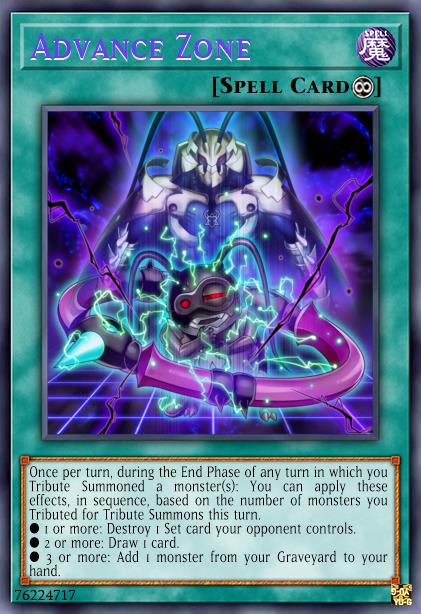 ADVANCE ZONE
SPELL
魔
[SPELL CARD]
Once per turn, during the End Phase of any turn in which you
Tribute Summoned a monster(s): You can apply these
effects, in sequence, based on the number of monsters you
Tributed for Tribute Summons this turn.
● 1 or more: Destroy 1 Set card your opponent controls.
● 2 or more: Draw 1 card.
● 3 or more: Add 1 monster from your Graveyard to your
hand.
76224717